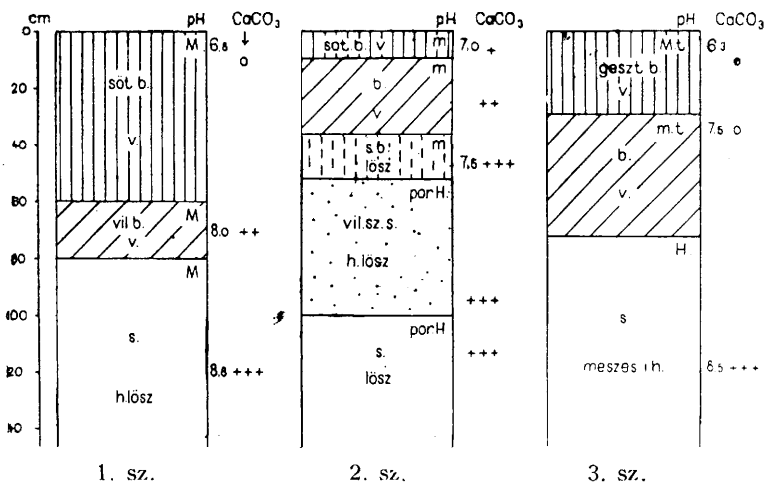 cm pH CaCO₃ pH CaCO₃ pH CaCO₃
0 M 6,8 ↓ söt. b. v. m 7,0 + M.t 6,3
o m geszt b. o
söt b. v.
20 b ++
v. v m.t 7,5 o
s.b. m b.
lösz 7,6 +++
por H. v.
60 M
vil b. 8,0 ++ vil.sz.s.
v.
80 M h.lösz H.
+++
100 por H
s. s. +++ s
lösz meszes i h. 8,5 +++
120 8,8 +++
h.lösz
40
1. sz. 2. sz. 3. sz.